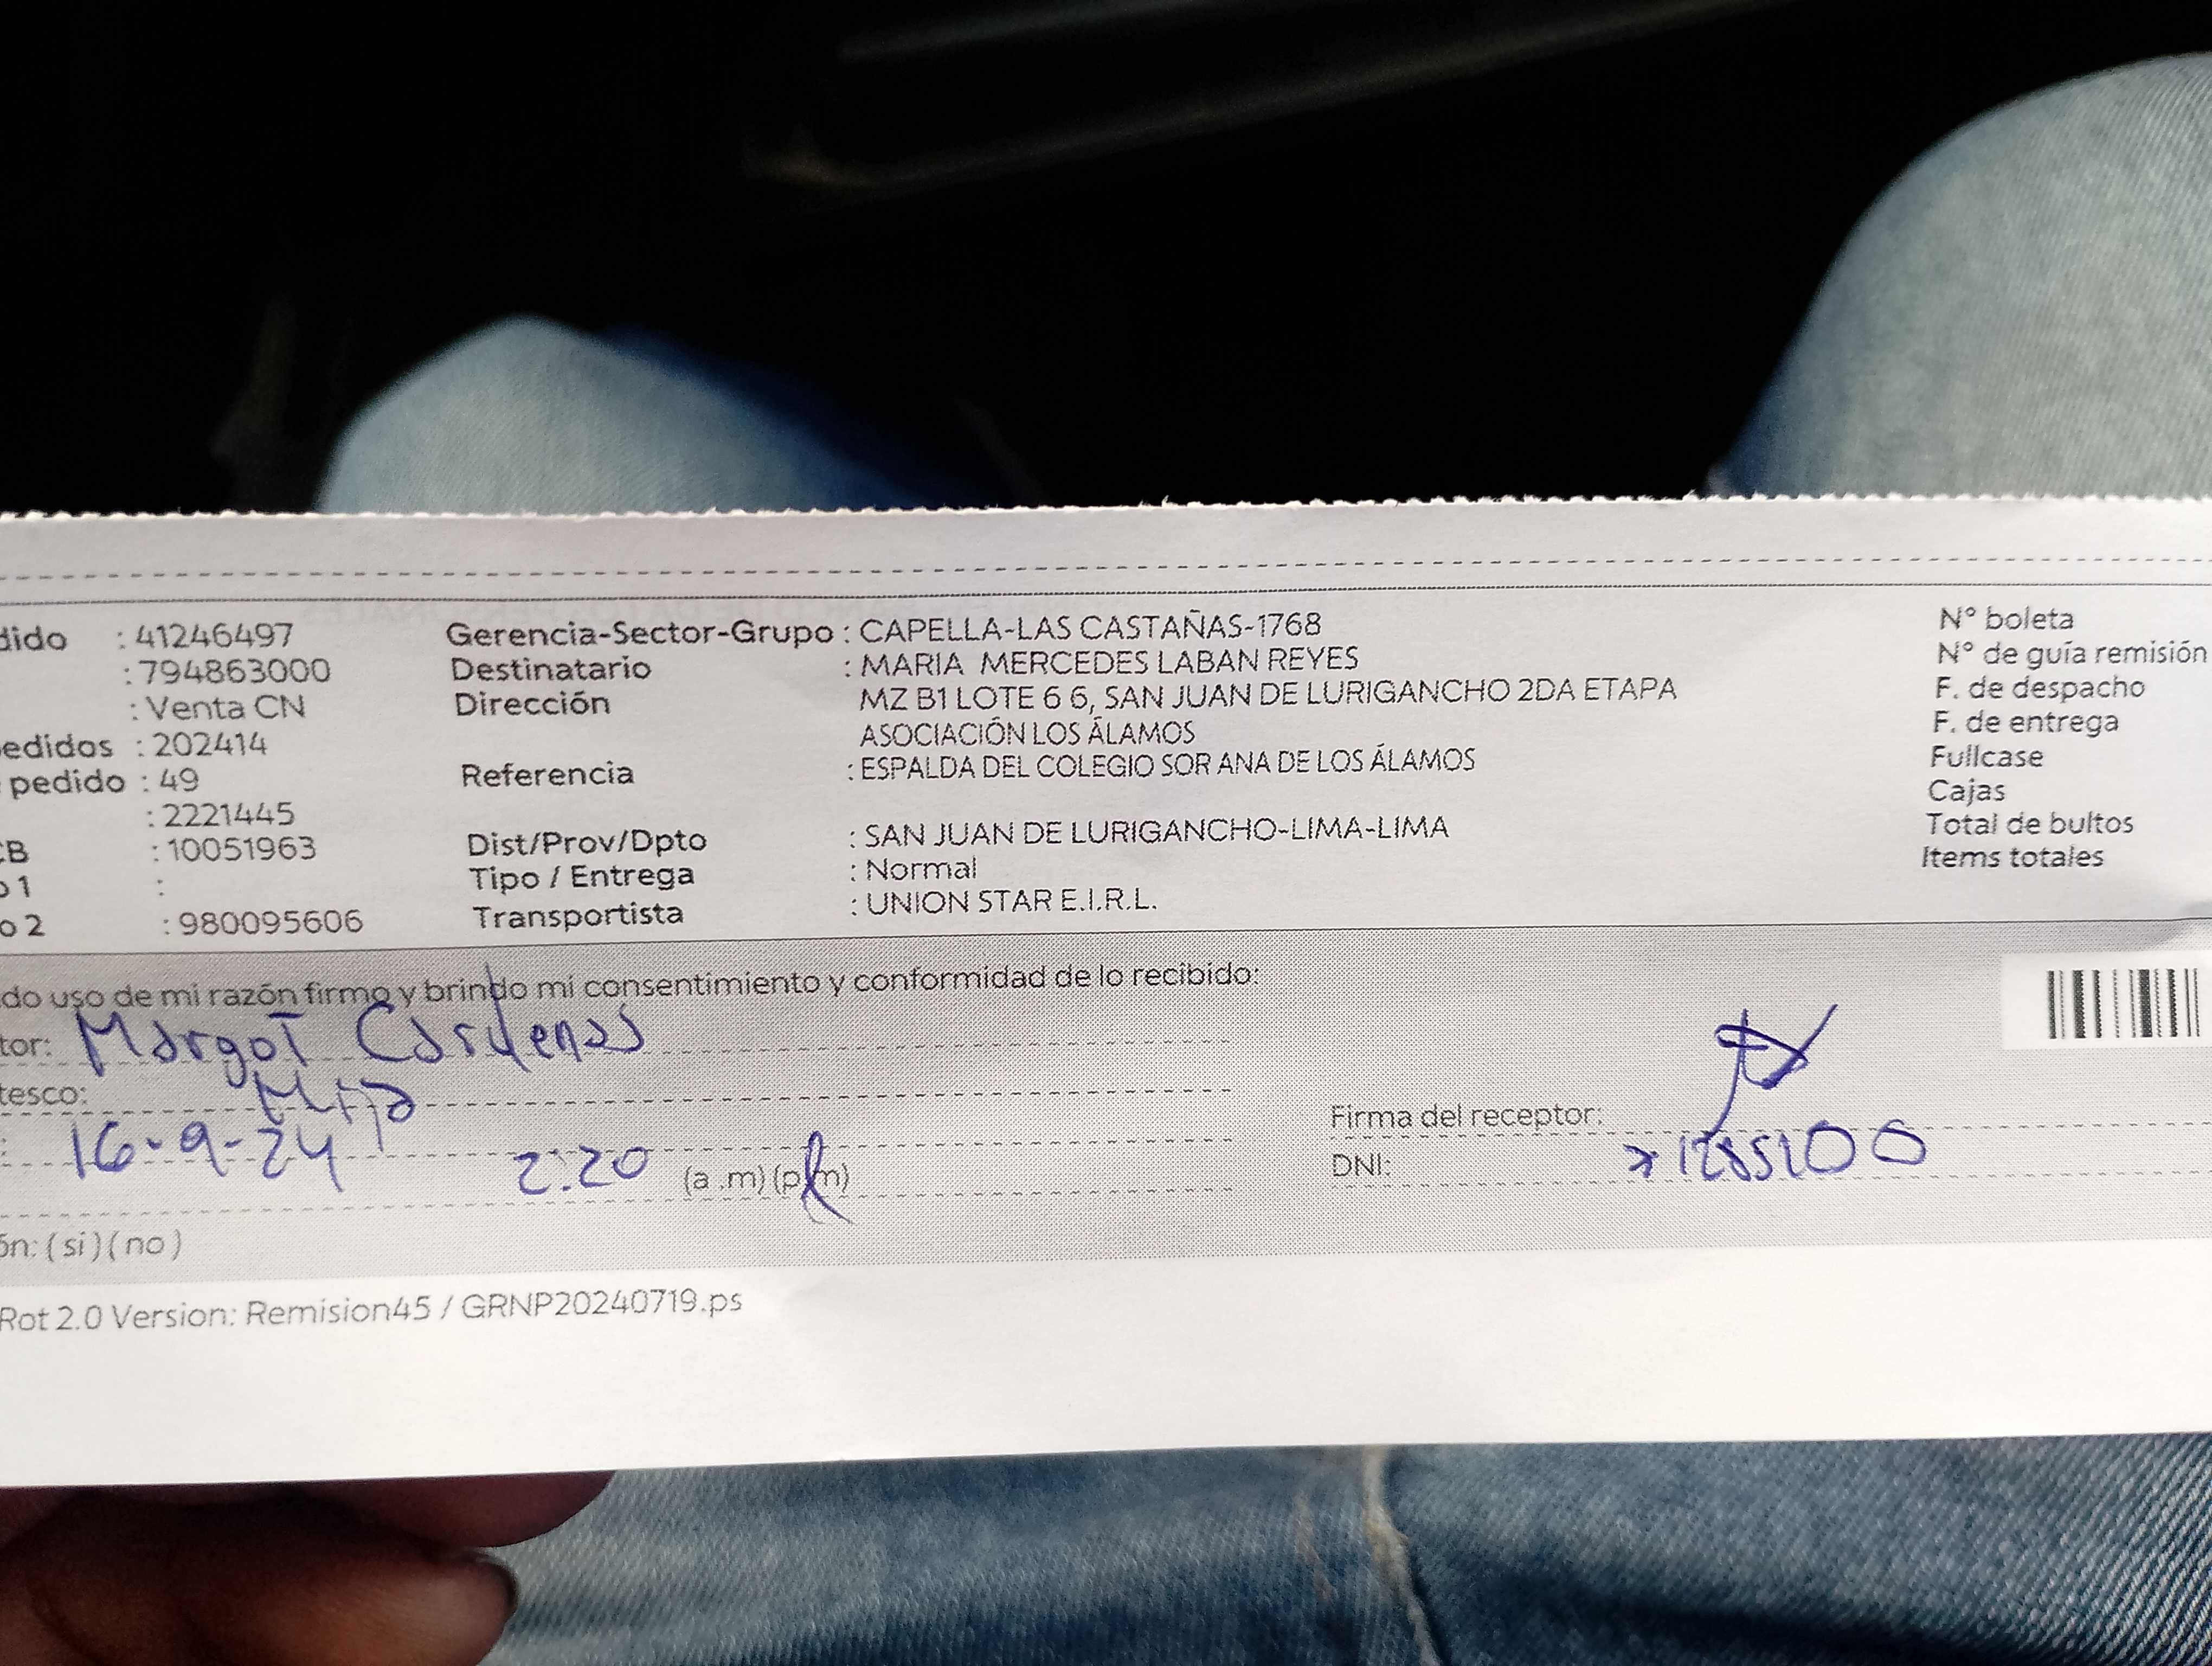 dido : 41246497 Gerencia-Sector-Grupo : CAPELLA-LAS CASTAÑAS-1768 N° boleta
: 794863000 Destinatario : MARIA MERCEDES LABAN REYES N° de guía remisión
: Venta CN Dirección MZ B1 LOTE 6 6, SAN JUAN DE LURIGANCHO 2DA ETAPA F. de despacho
edidos : 202414 ASOCIACIÓN LOS ÁLAMOS F. de entrega
pedido : 49 Referencia : ESPALDA DEL COLEGIO SOR ANA DE LOS ÁLAMOS Fullcase
: 2221445 Cajas
CB : 10051963 Dist/Prov/Dpto : SAN JUAN DE LURIGANCHO-LIMA-LIMA Total de bultos
o 1 : Tipo / Entrega : Normal Items totales
o 2 : 980095606 Transportista : UNION STAR E.I.R.L.
do uso de mi razón firmo y brindo mi consentimiento y conformidad de lo recibido:
tor: Margot Cardenas
tesco:
Firma del receptor:
: 16-9-24 2:20 (a .m) (p.m) DNI:
ón: ( si ) ( no )
Rot 2.0 Version: Remision45 / GRNP20240719.ps